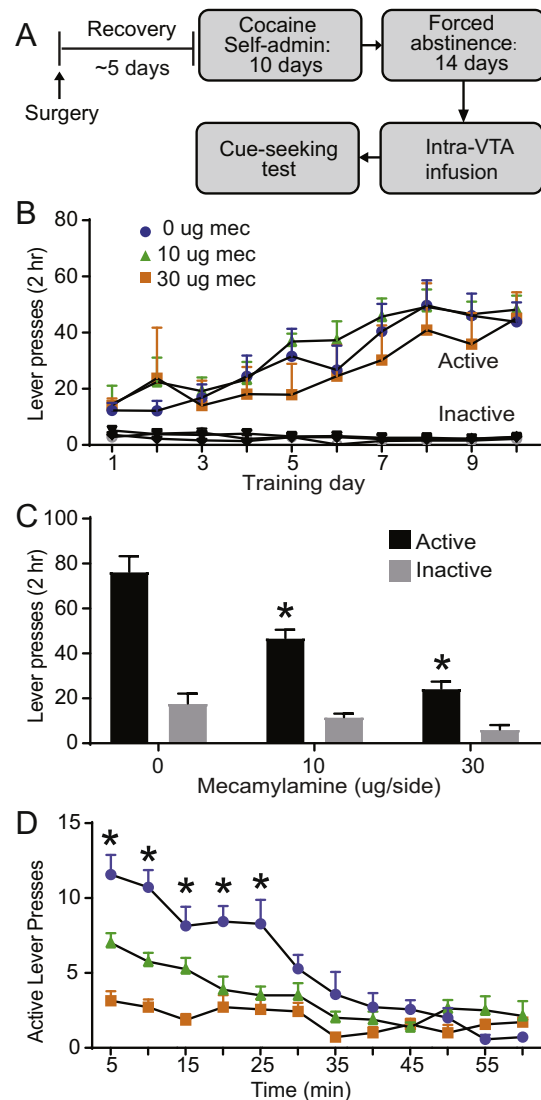 A
Recovery
~5 days
Surgery
Cocaine
Self-admin:
10 days
Forced
abstinence:
14 days
Cue-seeking
test
Intra-VTA
infusion
B
Lever presses (2 hr)
80
60
40
20
0
0 ug mec
10 ug mec
30 ug mec
Active
Inactive
1 3 5 7 9
Training day
C
Lever presses (2 hr)
100
80
60
40
20
0
Active
Inactive
* *
0 10 30
Mecamylamine (ug/side)
D
Active Lever Presses
15
10
5
0
* * * * *
5 15 25 35 45 55
Time (min)